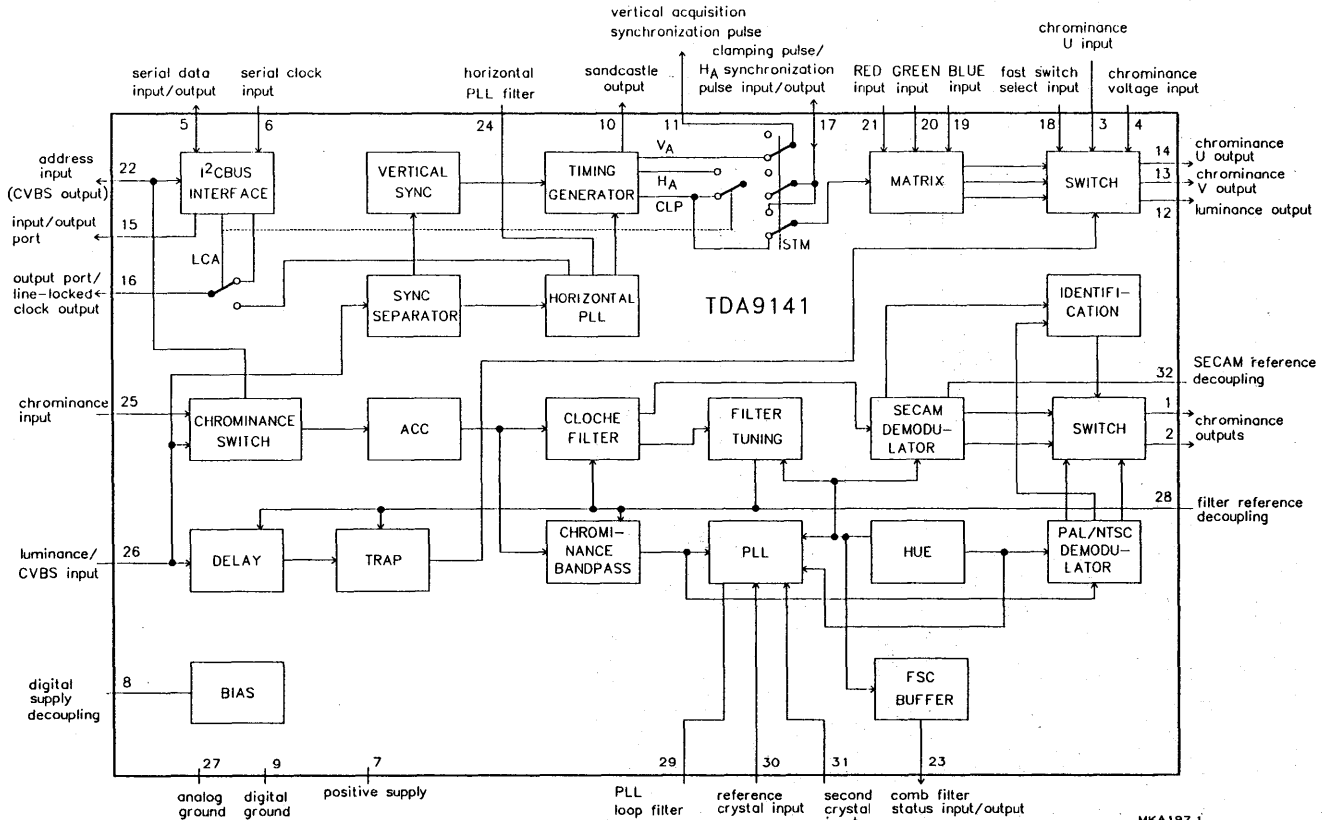 vertical acquisition
synchronization pulse
clamping pulse/
HA synchronization
pulse input/output
chrominance
U input
serial data
input/output
serial clock
input
horizontal
PLL filter
sandcastle
output
RED GREEN BLUE
input input input
fast switch
select input
chrominance
voltage input
5
6
24
10
11
17
21
20
19
18
3
4
address
input
(CVBS output)
22
I2CBUS
INTERFACE
VERTICAL
SYNC
TIMING
GENERATOR
VA
HA
CLP
STM
MATRIX
SWITCH
14
chrominance
U output
13
chrominance
V output
12
luminance output
input/output
port
15
LCA
output port/
line-locked
clock output
16
SYNC
SEPARATOR
HORIZONTAL
PLL
TDA9141
IDENTIFI-
CATION
32
SECAM reference
decoupling
chrominance
input
25
CHROMINANCE
SWITCH
ACC
CLOCHE
FILTER
FILTER
TUNING
SECAM
DEMODU-
LATOR
SWITCH
1
2
chrominance
outputs
28
filter reference
decoupling
luminance/
CVBS input
26
DELAY
TRAP
CHROMI-
NANCE
BANDPASS
PLL
HUE
PAL/NTSC
DEMODU-
LATOR
digital
supply
decoupling
8
BIAS
FSC
BUFFER
27
9
7
29
30
31
23
analog
ground
digital
ground
positive supply
PLL
loop filter
reference
crystal input
second
crystal
comb filter
status input/output
MKA197.1